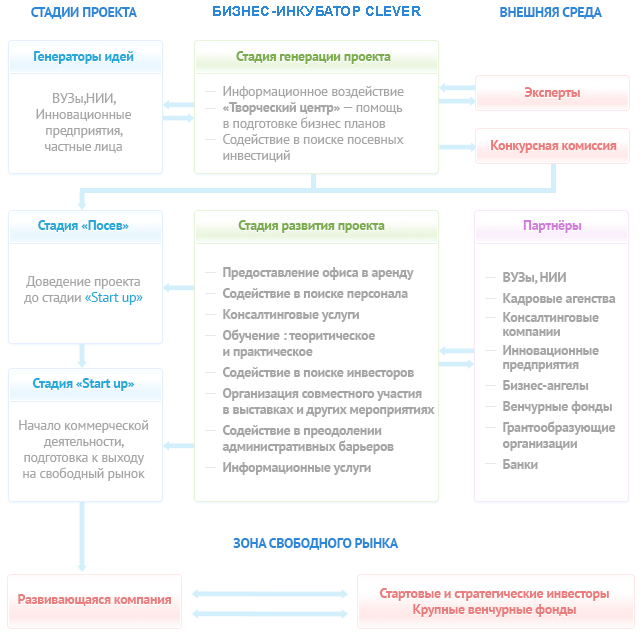 СТАДИИ ПРОЕКТА
БИЗНЕС-ИНКУБАТОР CLEVER
ВНЕШНЯЯ СРЕДА
Генераторы идей
ВУЗы,НИИ,
Инновационные
предприятия,
частные лица
Стадия генерации проекта
— Информационное воздействие
— «Творческий центр» — помощь
в подготовке бизнес планов
— Содействие в поиске посевных
инвестиций
Эксперты
Конкурсная комиссия
Стадия «Посев»
Доведение проекта
до стадии «Start up»
Стадия «Start up»
Начало коммерческой
деятельности,
подготовка к выходу
на свободный рынок
Стадия развития проекта
— Предоставление офиса в аренду
— Содействие в поиске персонала
— Консалтинговые услуги
— Обучение : теоритическое
и практическое
— Содействие в поиске инвесторов
— Организация совместного участия
в выставках и других мероприятиях
— Содействие в преодолении
административных барьеров
— Информационные услуги
Партнёры
— ВУЗы, НИИ
— Кадровые агенства
— Консалтинговые
компании
— Инновационные
предприятия
— Бизнес-ангелы
— Венчурные фонды
— Грантообразующие
организации
— Банки
ЗОНА СВОБОДНОГО РЫНКА
Развивающаяся компания
Стартовые и стратегические инвесторы
Крупные венчурные фонды